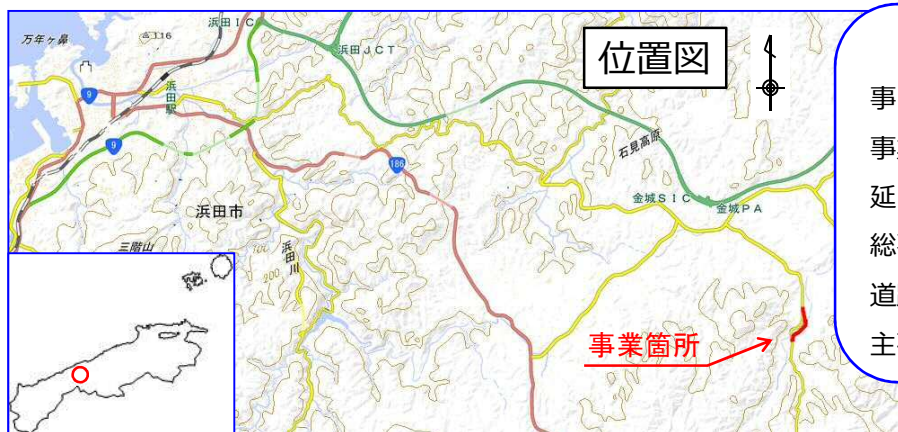 浜田IC
万年ヶ鼻
116
浜田JCT
位置図
9
浜田駅
9
186
石見高原
浜田市
金城SIC
金城PA
三階山
浜田川
100
事業箇所
事
事業
延
総
道
主